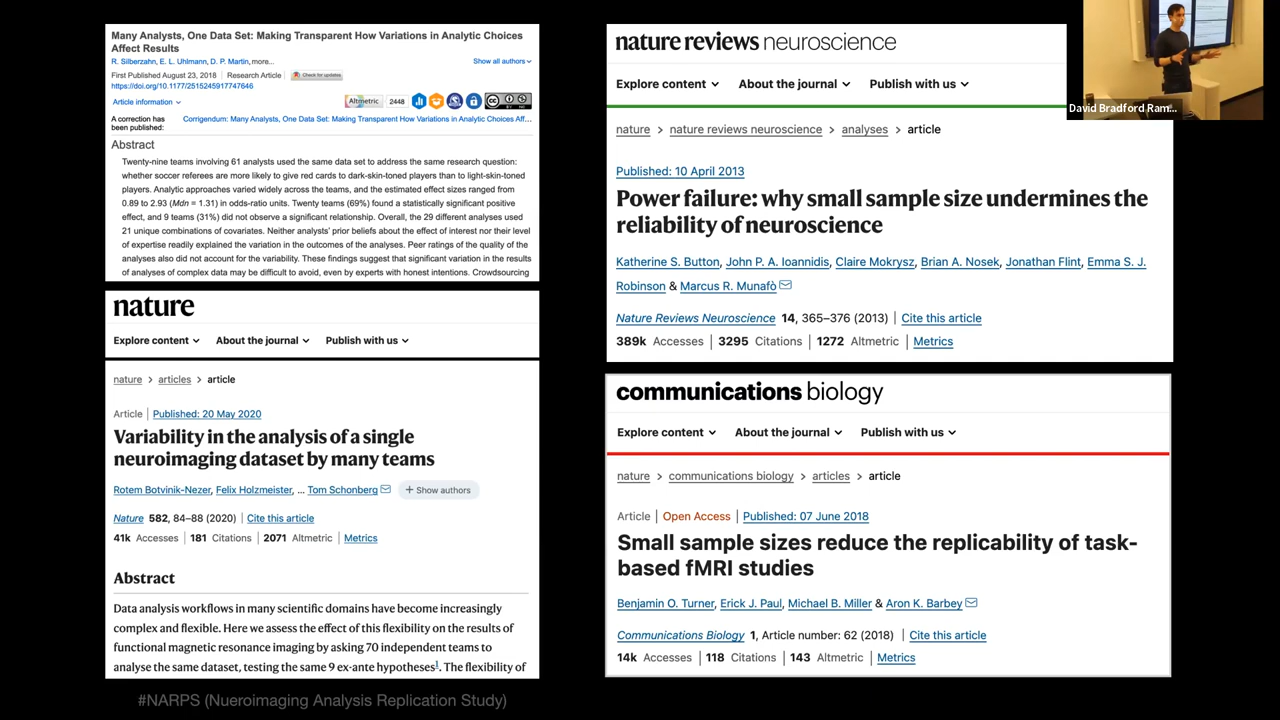 Many Analysts, One Data Set: Making Transparent How Variations in Analytic Choices
Affect Results
R. Silberzahn, E. L. Uhlmann, D. P. Martin, more...
Show all authors
First Published August 23, 2018 | Research Article | Check for updates
https://doi.org/10.1177/2515245917747646
Article information
Altmetric 2448
A correction has
been published:
Corrigendum: Many Analysts, One Data Set: Making Transparent How Variations in Analytic Choices Aff...
Abstract
Twenty-nine teams involving 61 analysts used the same data set to address the same research question:
whether soccer referees are more likely to give red cards to dark-skin-toned players than to light-skin-toned
players. Analytic approaches varied widely across the teams, and the estimated effect sizes ranged from
0.89 to 2.93 (Mdn = 1.31) in odds-ratio units. Twenty teams (69%) found a statistically significant positive
effect, and 9 teams (31%) did not observe a significant relationship. Overall, the 29 different analyses used
21 unique combinations of covariates. Neither analysts' prior beliefs about the effect of interest nor their level
of expertise readily explained the variation in the outcomes of the analyses. Peer ratings of the quality of the
analyses also did not account for the variability. These findings suggest that significant variation in the results
of analyses of complex data may be difficult to avoid, even by experts with honest intentions. Crowdsourcing
nature
Explore content About the journal Publish with us
nature > articles > article
Article | Published: 20 May 2020
Variability in the analysis of a single
neuroimaging dataset by many teams
Rotem Botvinik-Nezer, Felix Holzmeister, ... Tom Schonberg + Show authors
Nature 582, 84–88 (2020) | Cite this article
41k Accesses | 181 Citations | 2071 Altmetric | Metrics
Abstract
Data analysis workflows in many scientific domains have become increasingly
complex and flexible. Here we assess the effect of this flexibility on the results of
functional magnetic resonance imaging by asking 70 independent teams to
analyse the same dataset, testing the same 9 ex-ante hypotheses1. The flexibility of
#NARPS (Nueroimaging Analysis Replication Study)
nature reviews neuroscience
Explore content About the journal Publish with us
nature > nature reviews neuroscience > analyses > article
Published: 10 April 2013
Power failure: why small sample size undermines the
reliability of neuroscience
Katherine S. Button, John P. A. Ioannidis, Claire Mokrysz, Brian A. Nosek, Jonathan Flint, Emma S. J.
Robinson & Marcus R. Munafò
Nature Reviews Neuroscience 14, 365–376 (2013) | Cite this article
389k Accesses | 3295 Citations | 1272 Altmetric | Metrics
communications biology
Explore content About the journal Publish with us
nature > communications biology > articles > article
Article | Open Access | Published: 07 June 2018
Small sample sizes reduce the replicability of task-
based fMRI studies
Benjamin O. Turner, Erick J. Paul, Michael B. Miller & Aron K. Barbey
Communications Biology 1, Article number: 62 (2018) | Cite this article
14k Accesses | 118 Citations | 143 Altmetric | Metrics
David Bradford Ram...